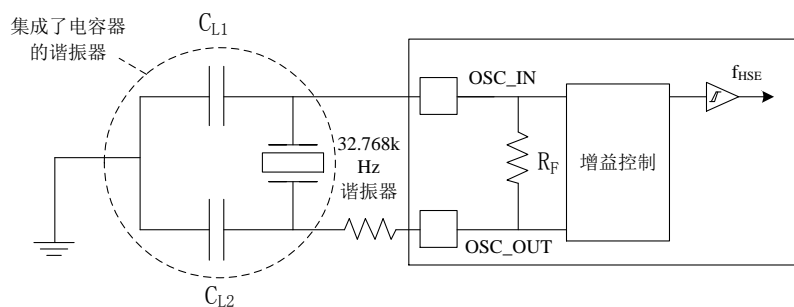 集成了电容器
的谐振器
C_L1
OSC_IN
f_HSE
32.768k
Hz
谐振器
R_F
增益控制
OSC_OUT
C_L2